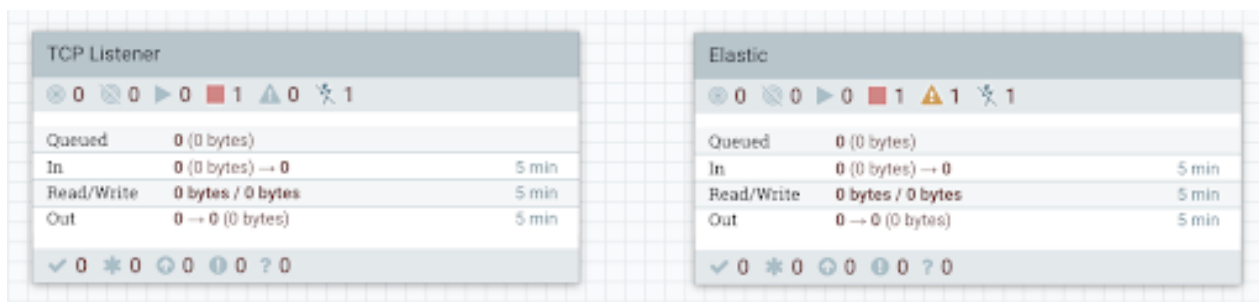 TCP Listener
0 0 0 1 0 1
Queued 0 (0 bytes)
In 0 (0 bytes) → 0 5 min
Read/Write 0 bytes / 0 bytes 5 min
Out 0 → 0 (0 bytes) 5 min
0 0 0 0 ? 0
Elastic
0 0 0 1 1 1
Queued 0 (0 bytes)
In 0 (0 bytes) → 0 5 min
Read/Write 0 bytes / 0 bytes 5 min
Out 0 → 0 (0 bytes) 5 min
0 0 0 0 ? 0